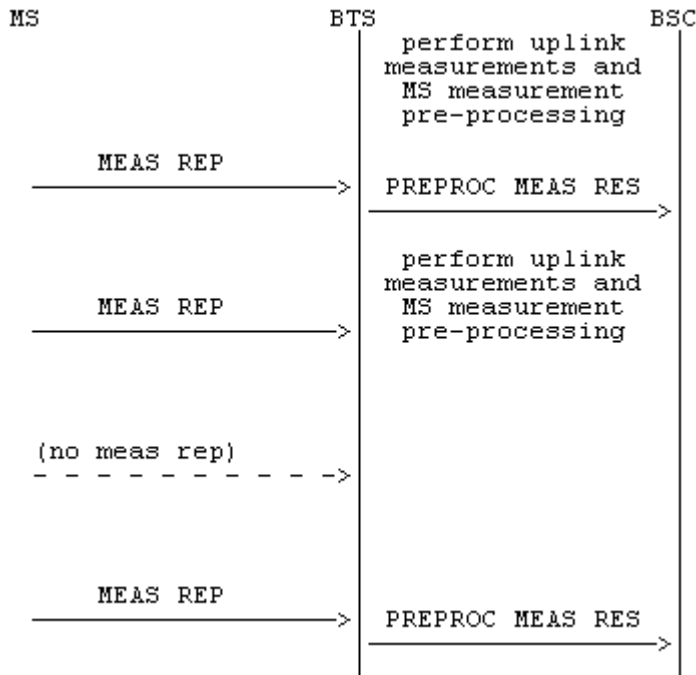 MS BTS BSC
perform uplink
measurements and
MS measurement
pre-processing
MEAS REP
PREPROC MEAS RES
perform uplink
measurements and
MS measurement
pre-processing
MEAS REP
(no meas rep)
MEAS REP
PREPROC MEAS RES